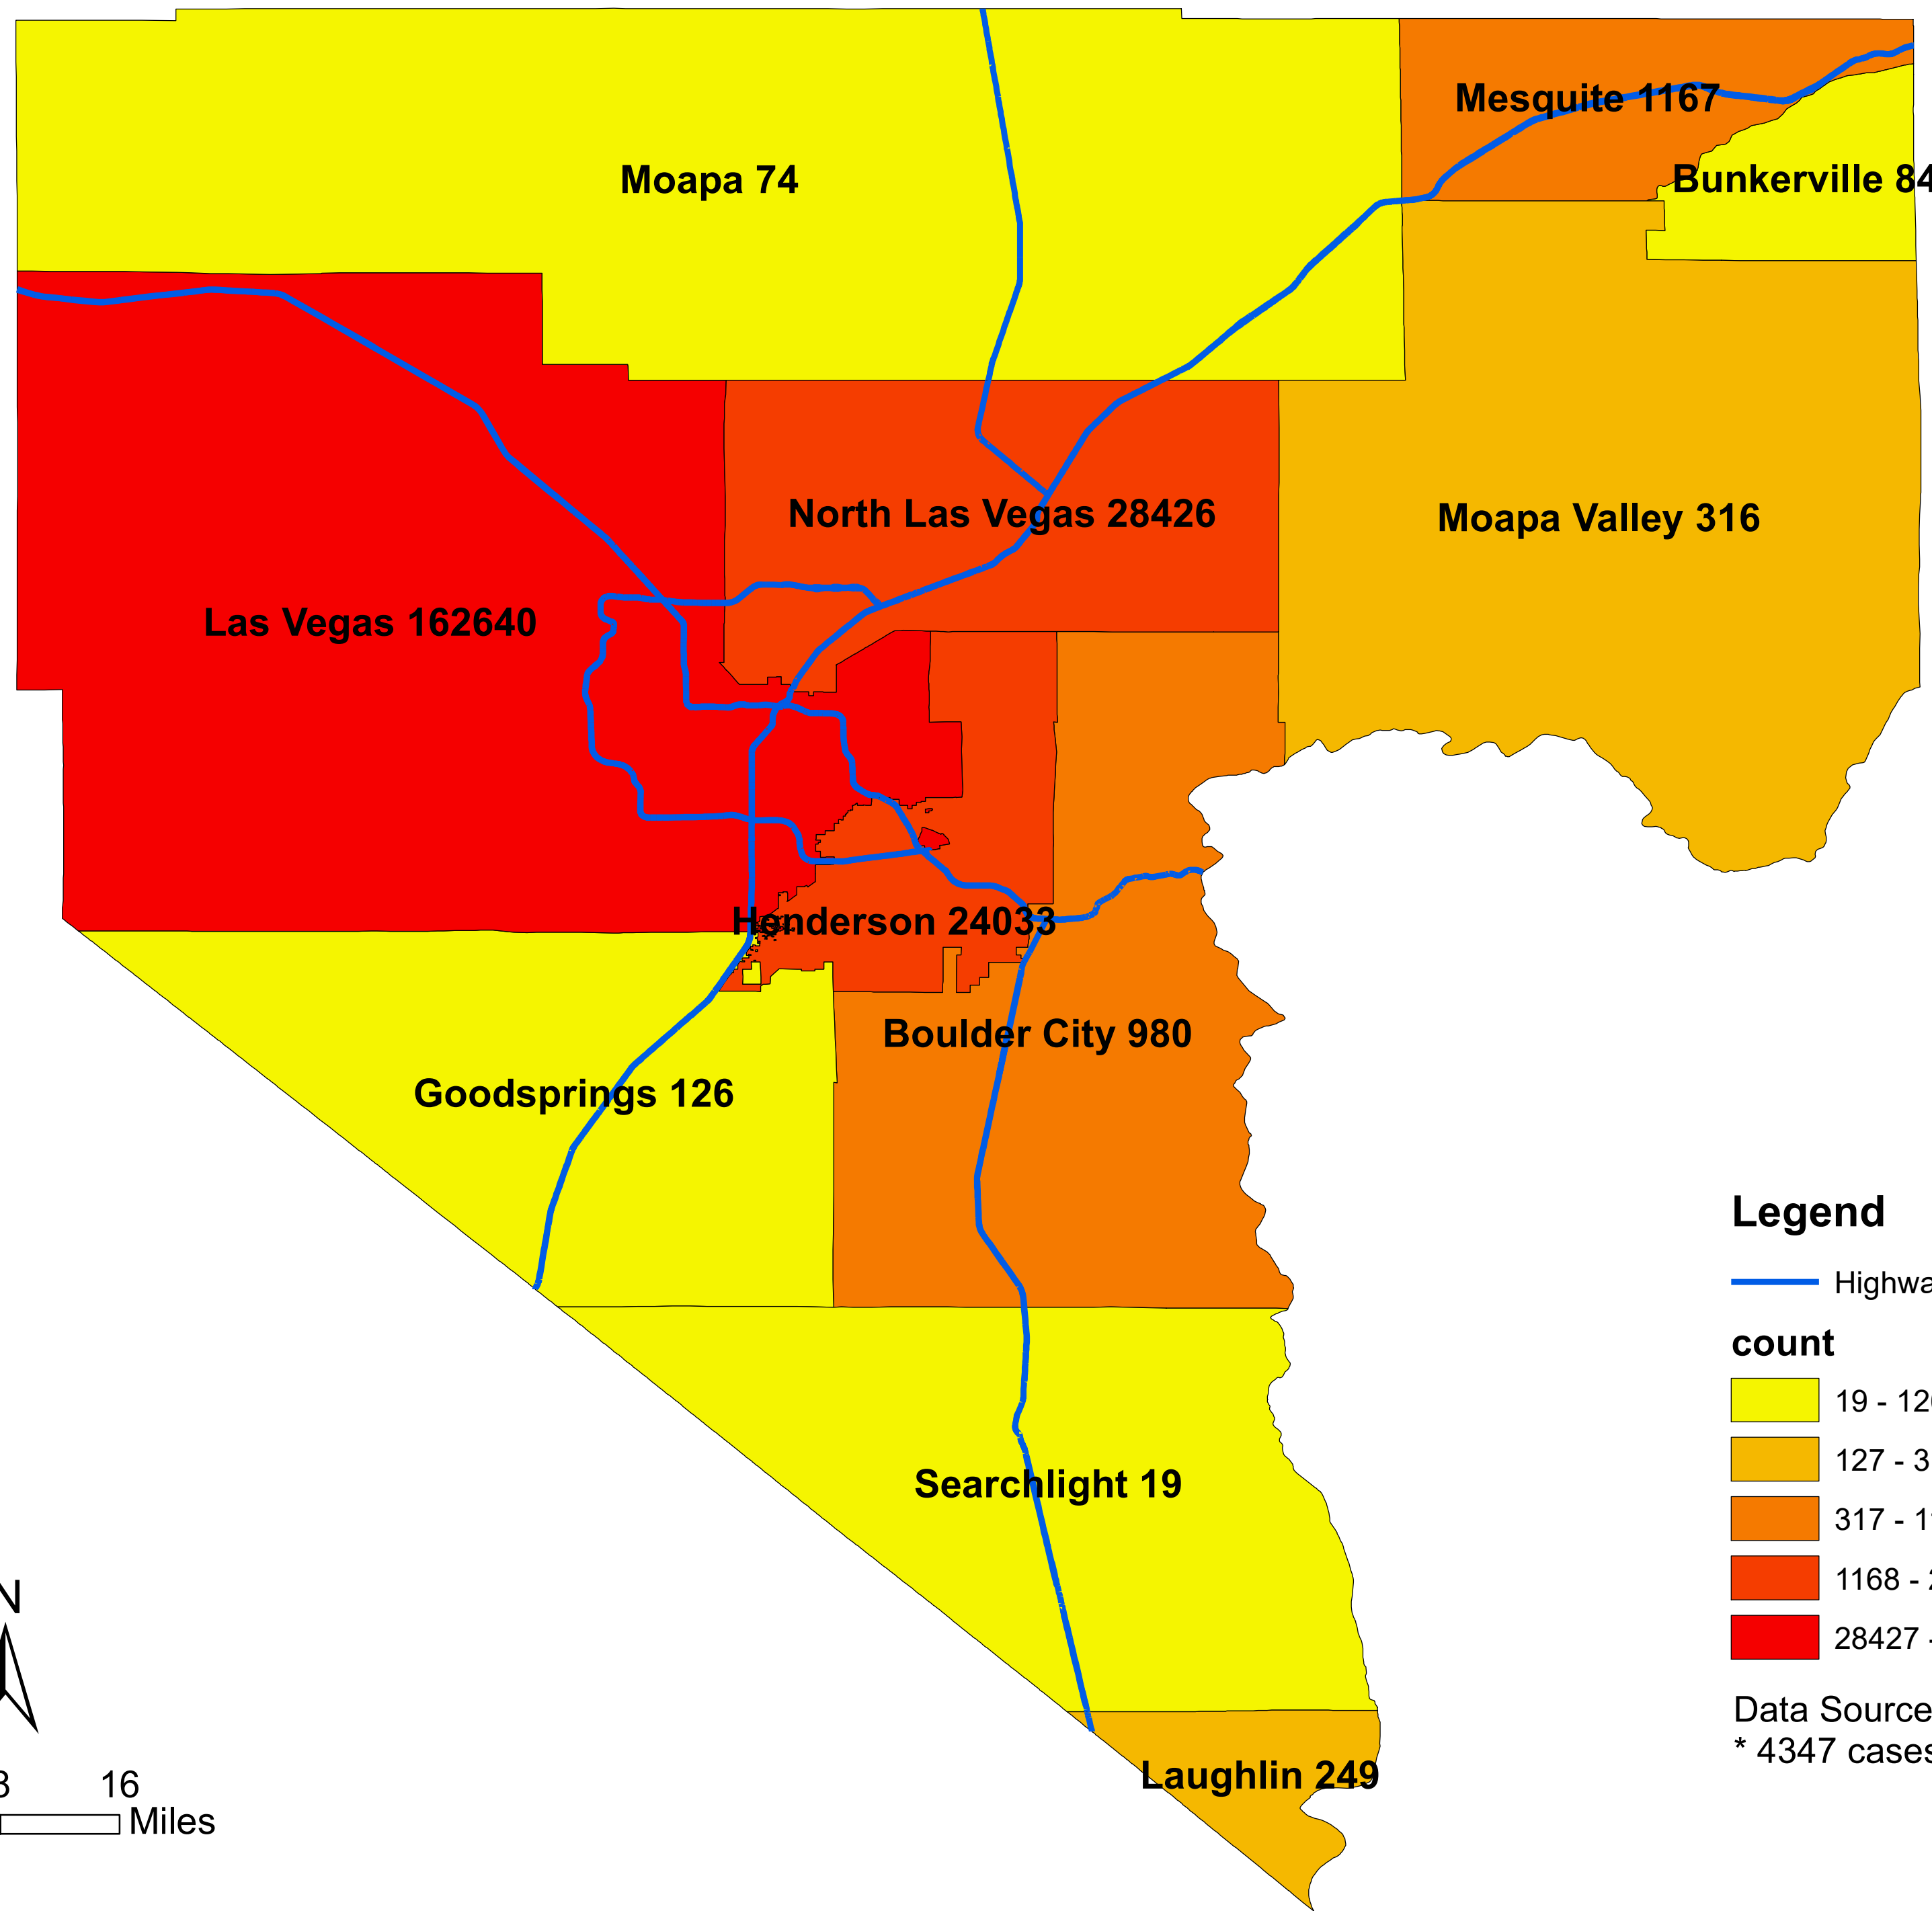 Mesquite 1167
Moapa 74
Bunkerville 84
North Las Vegas 28426
Moapa Valley 316
Las Vegas 162640
Henderson 24033
Boulder City 980
Goodsprings 126
Legend
count
19 - 12
127 - 3
Searchlight 19
317 - 1
1168 -
N
28427 -
Data Source
* 4347 cases
Laughlin 249
16
Miles